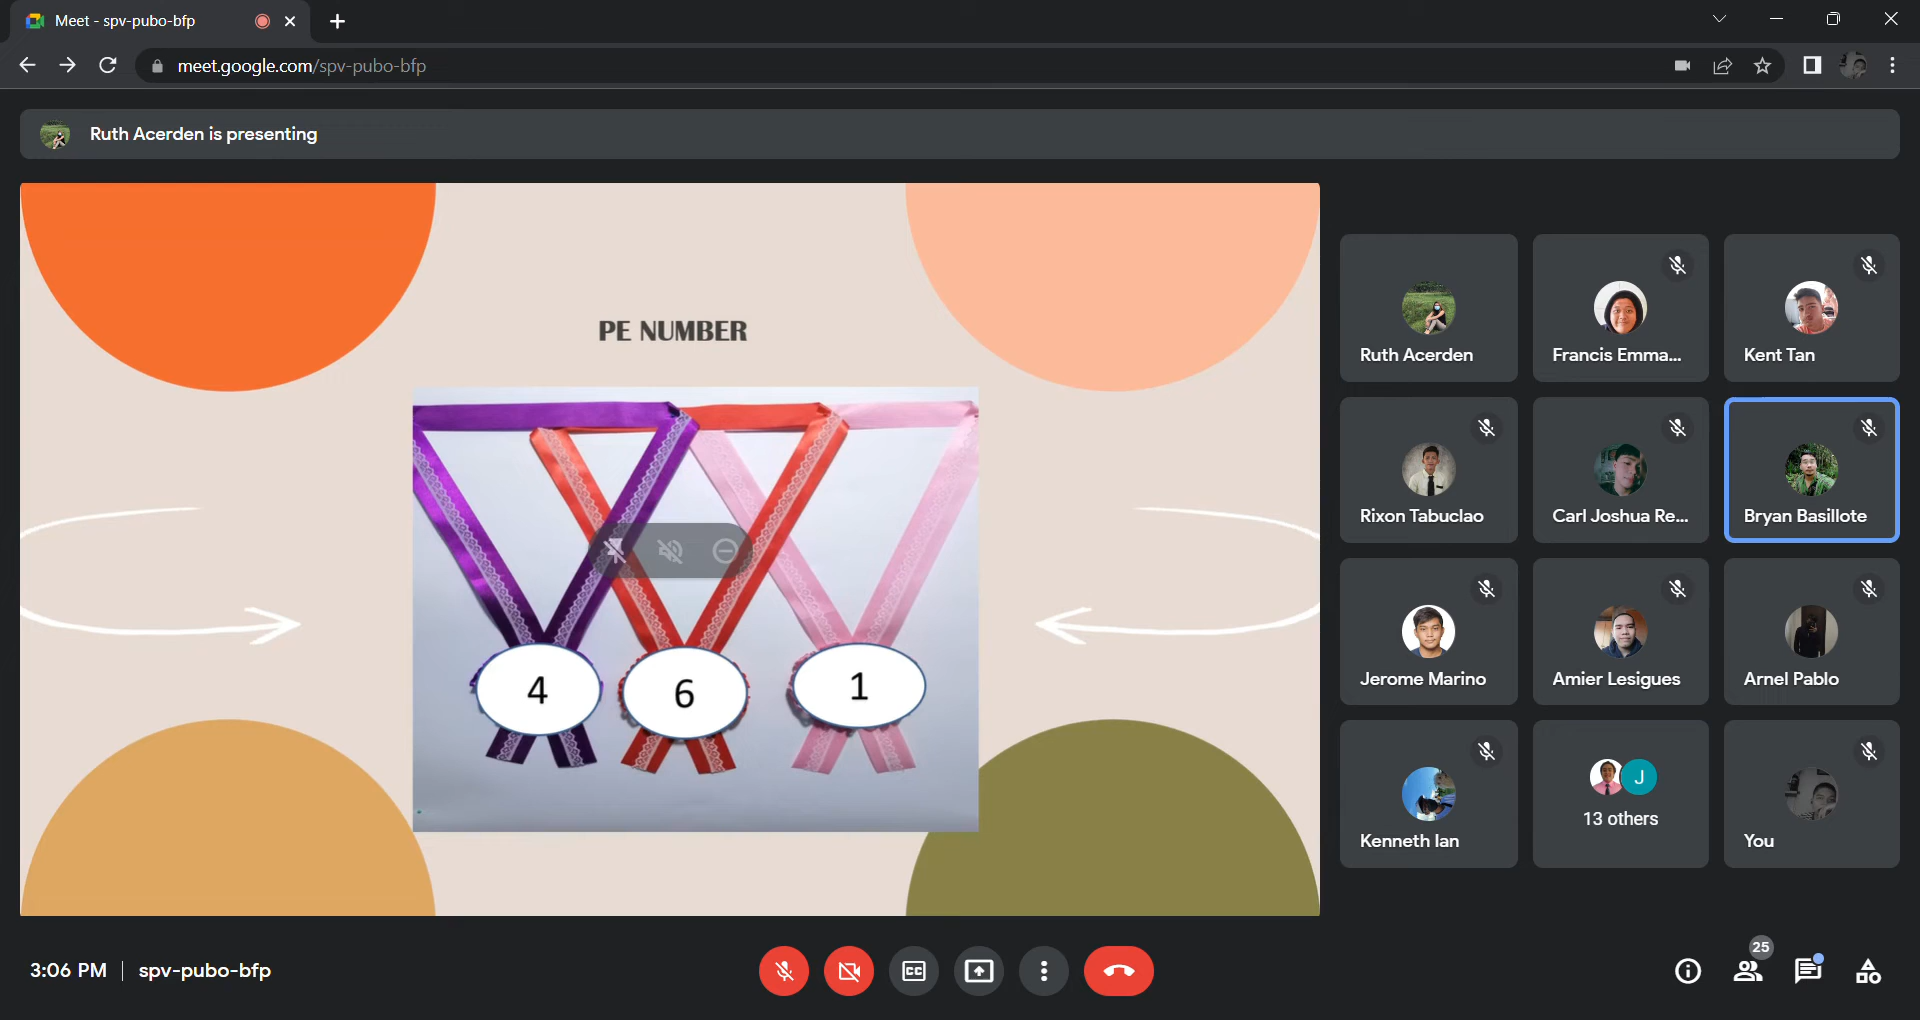 Meet - spv-pubo-bfp
meet.google.com/spv-pubo-bfp
Ruth Acerden is presenting
PE NUMBER
4
6
1
Ruth Acerden
Francis Emma...
Kent Tan
Rixon Tabuclao
Carl Joshua Re...
Bryan Basillote
Jerome Marino
Amier Lesigues
Arnel Pablo
Kenneth Ian
J
13 others
You
3:06 PM | spv-pubo-bfp
CC
25